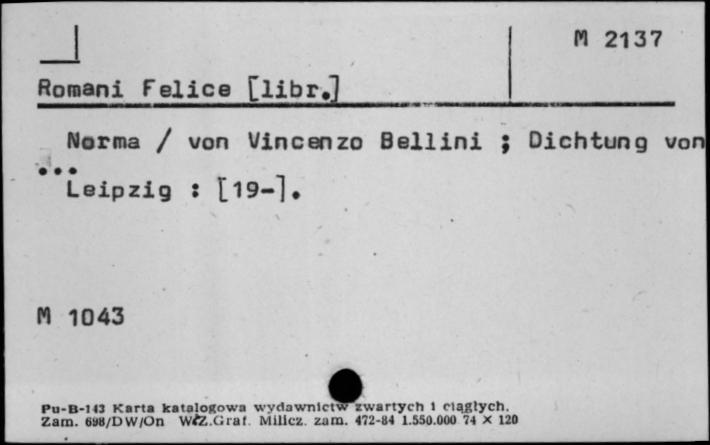 M 2137
Romani Felice [libr.]
Norma / von Vincenzo Bellini ; Dichtung von
...
Leipzig : [19-].
M 1043
Pu-B-143 Karta katalogowa wydawnictw zwartych i ciągłych.
Zam. 698/DW/On WZ.Graf. Milicz. zam. 472-84 1.550.000 74 × 120